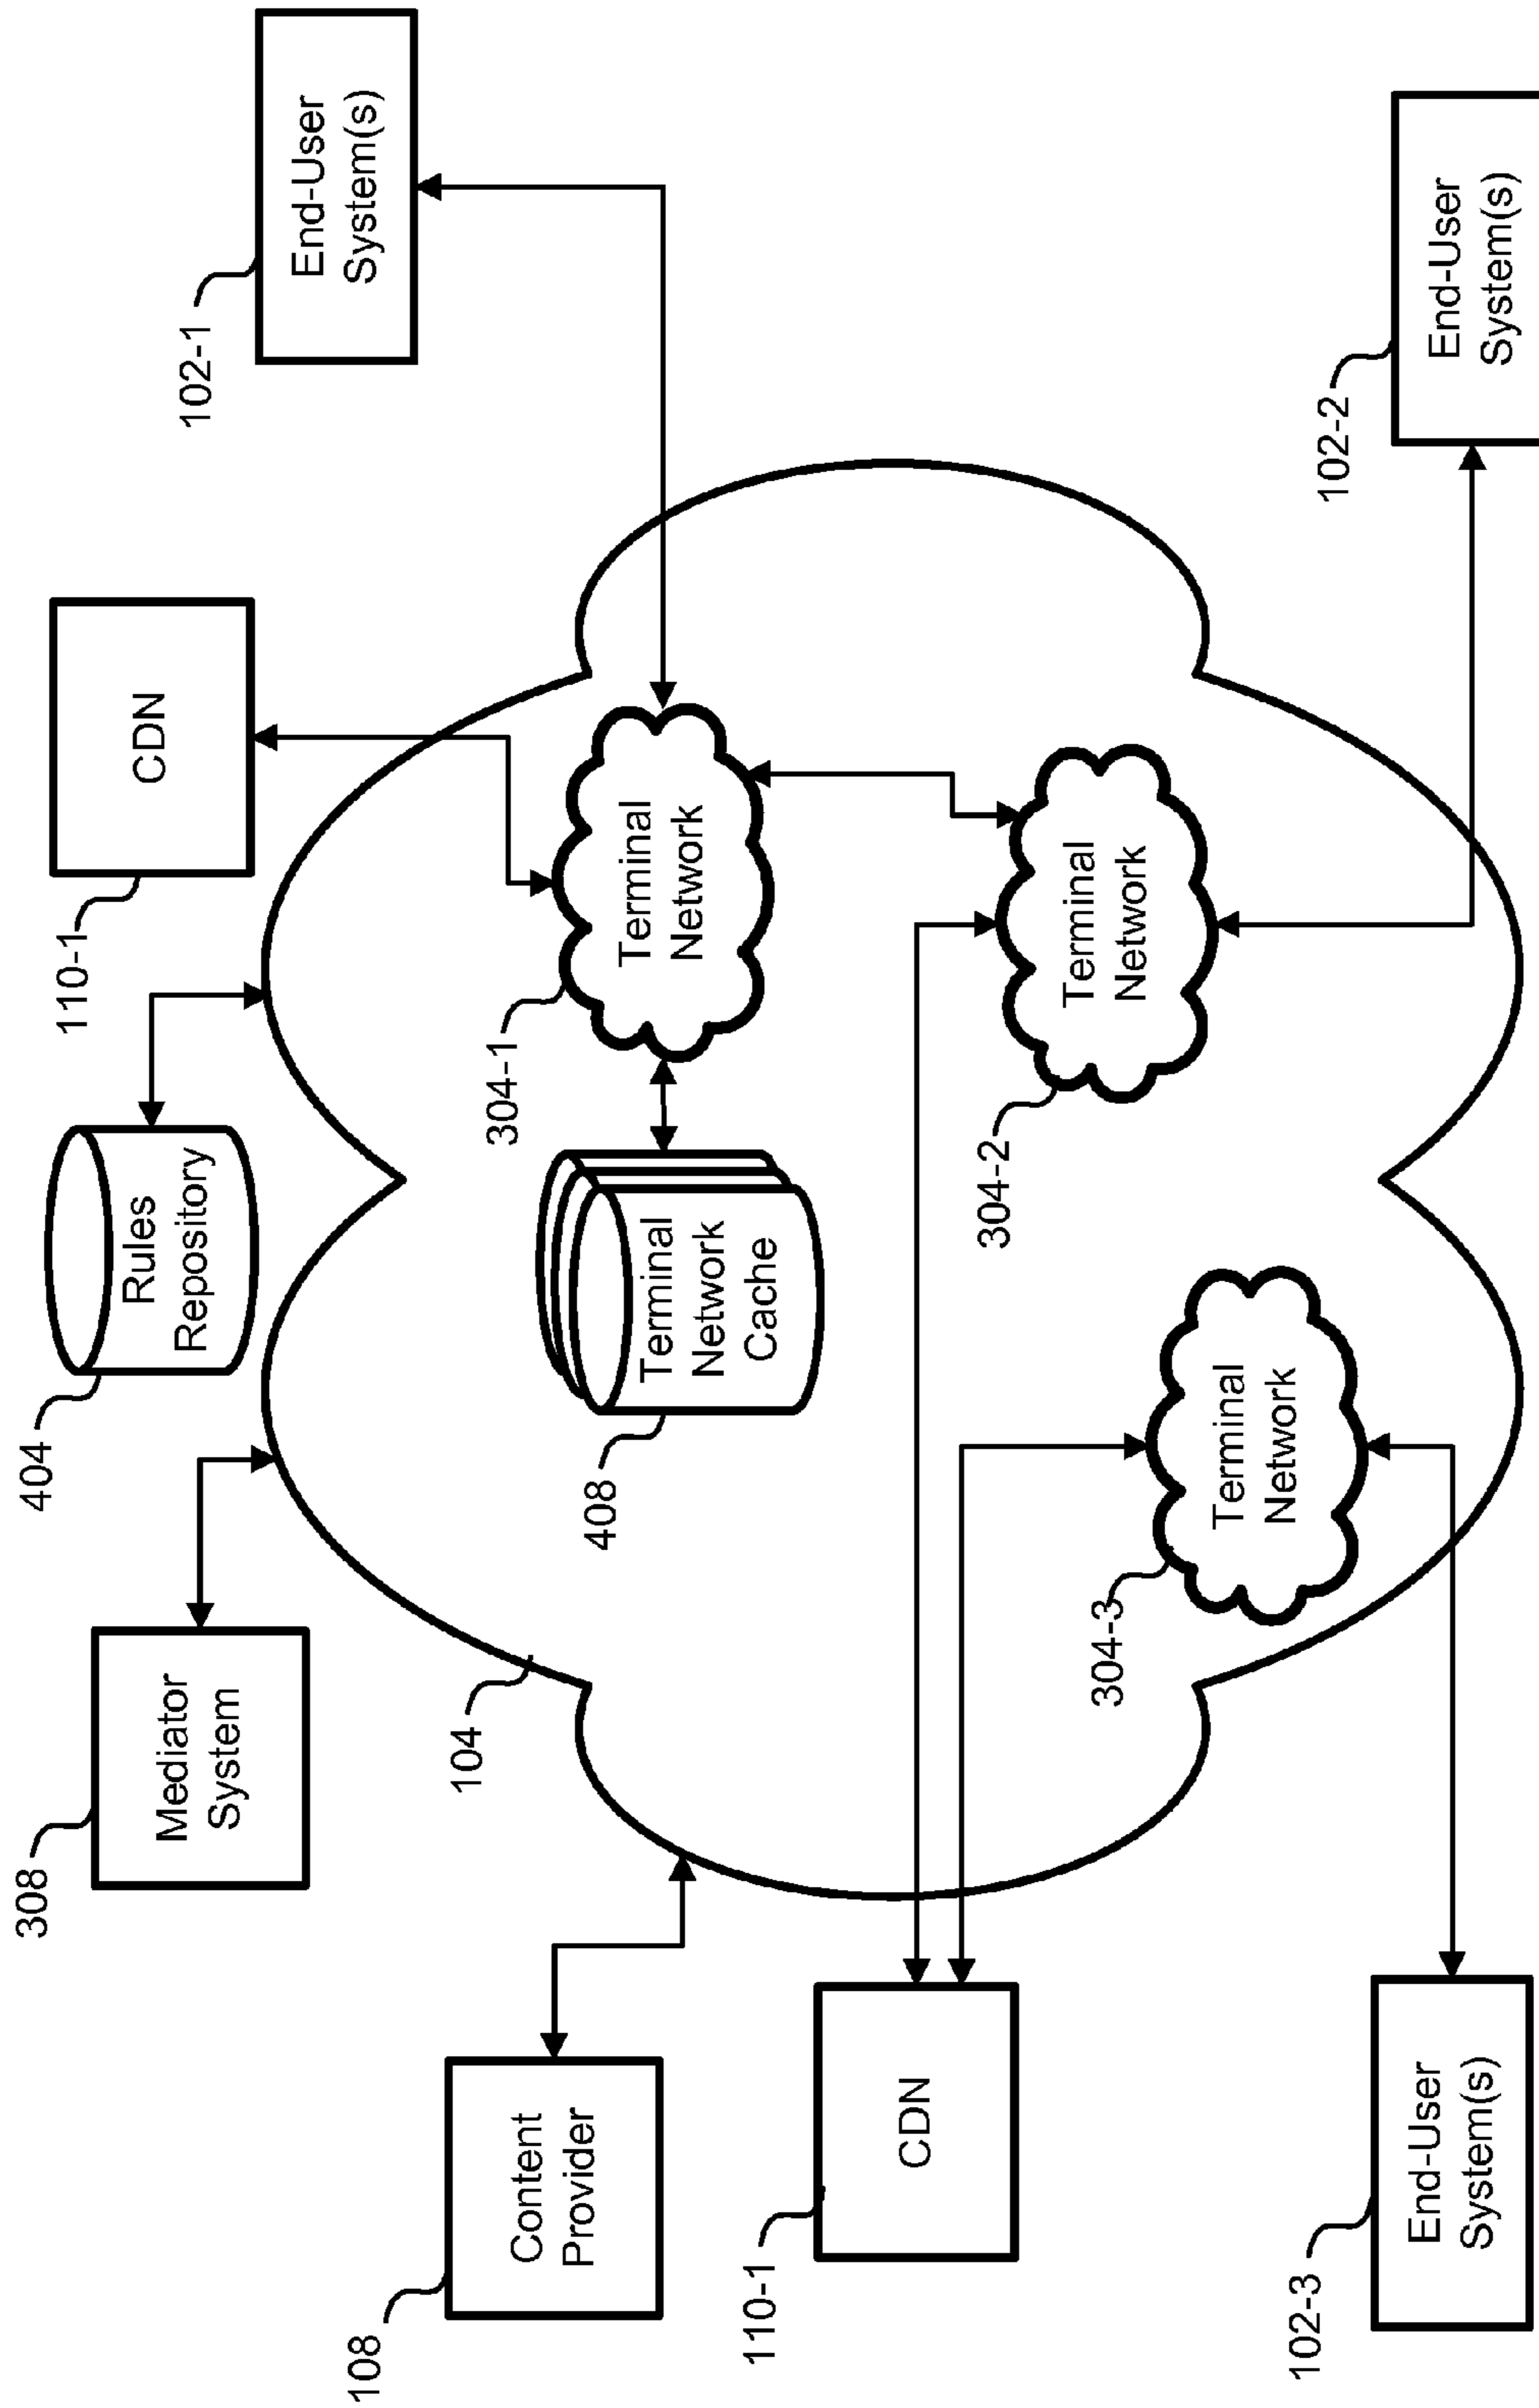 308
Mediator
System
404
Rules
Repository
110-1
CDN
102-1
End-User
System(s)
108
Content
Provider
104
408
Terminal
Network
Cache
304-1
Terminal
Network
110-1
CDN
304-3
Terminal
Network
304-2
Terminal
Network
102-3
End-User
System(s)
102-2
End-User
System(s)